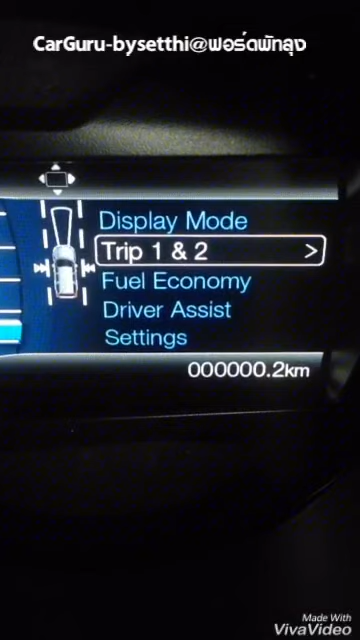 CarGuru-bysetthi@ฟอร์ดพัทลุง
Display Mode
Trip 1 & 2 >
Fuel Economy
Driver Assist
Settings
000000.2km
Made With
VivaVideo